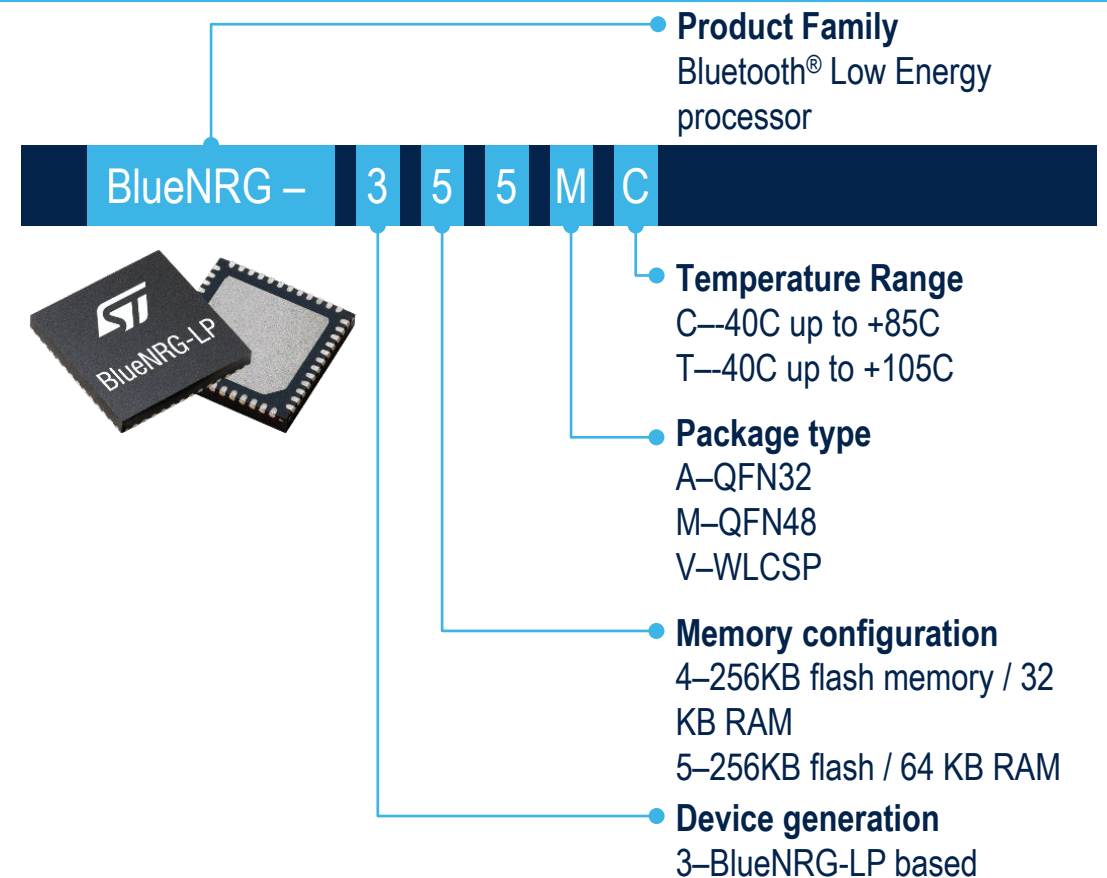 Product Family
Bluetooth® Low Energy
processor
BlueNRG – 3 5 5 M C
ST
BlueNRG-LP
Temperature Range
C–-40C up to +85C
T–-40C up to +105C
Package type
A–QFN32
M–QFN48
V–WLCSP
Memory configuration
4–256KB flash memory / 32
KB RAM
5–256KB flash / 64 KB RAM
Device generation
3–BlueNRG-LP based